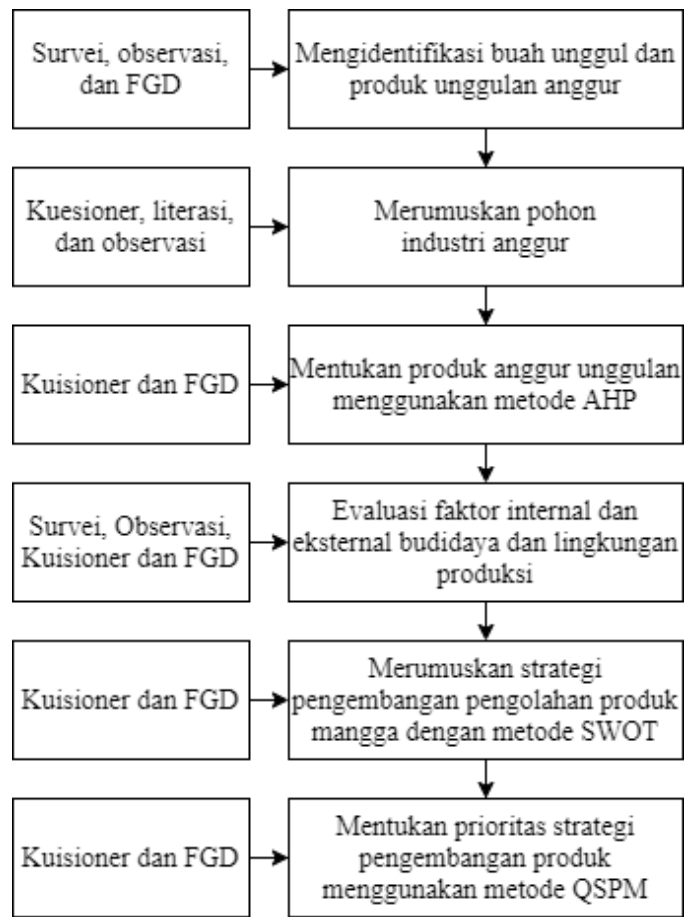 Survei, observasi,
dan FGD
Mengidentifikasi buah unggul dan
produk unggulan anggur
Kuesioner, literasi,
dan observasi
Merumuskan pohon
industri anggur
Kuisioner dan FGD
Mentukan produk anggur unggulan
menggunakan metode AHP
Survei, Observasi,
Kuisioner dan FGD
Evaluasi faktor internal dan
eksternal budidaya dan lingkungan
produksi
Kuisioner dan FGD
Merumuskan strategi
pengembangan pengolahan produk
mangga dengan metode SWOT
Kuisioner dan FGD
Mentukan prioritas strategi
pengembangan produk
menggunakan metode QSPM